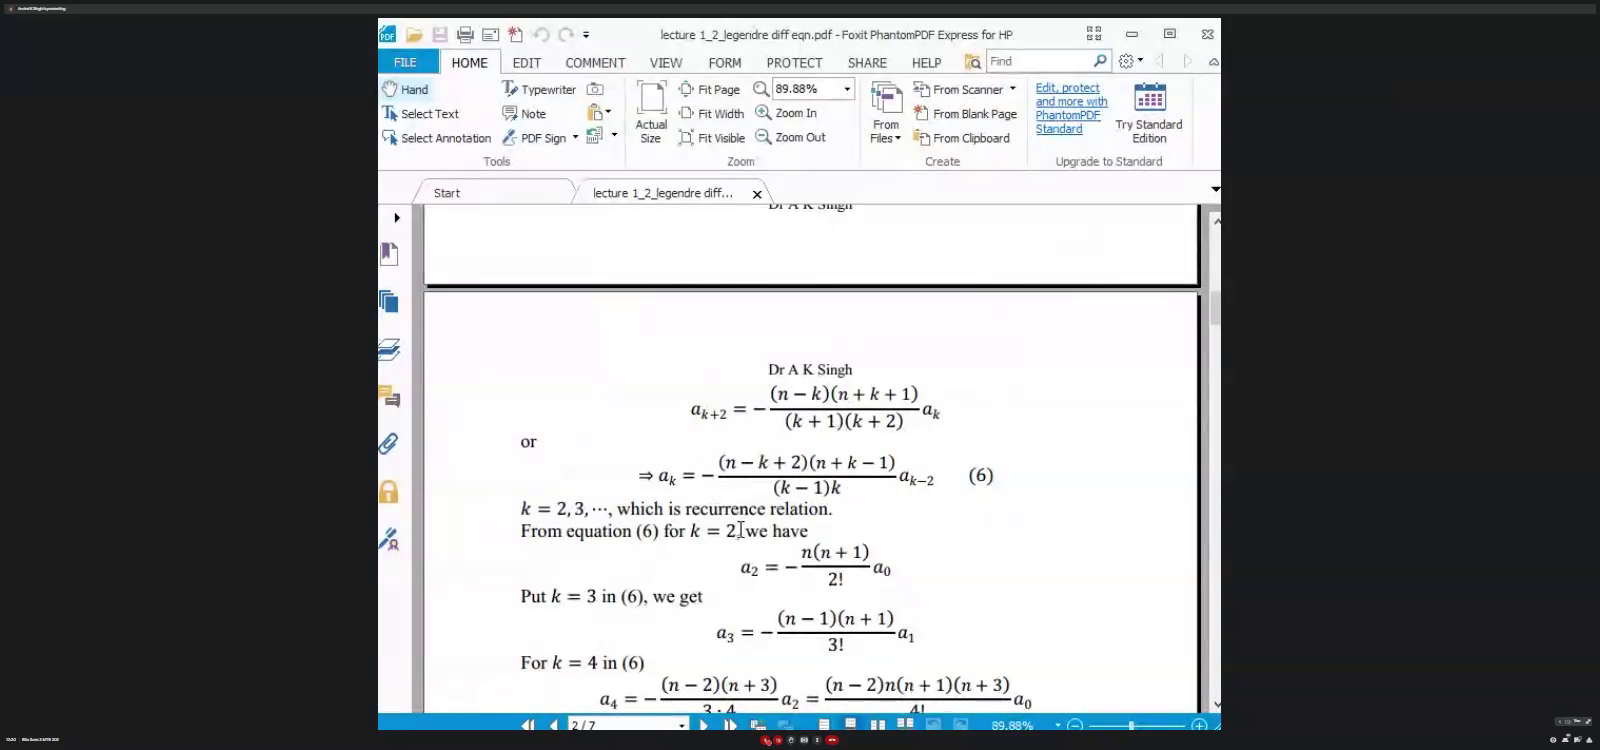 lecture 1_2_legendre diff eqn.pdf - Foxit PhantomPDF Express for HP
FILE HOME EDIT COMMENT VIEW FORM PROTECT SHARE HELP Find
Hand
Select Text
Select Annotation
Typewriter
Note
PDF Sign
Tools
Actual Size
Fit Page
Fit Width
Fit Visible
89.88%
Zoom In
Zoom Out
Zoom
From Files
From Scanner
From Blank Page
From Clipboard
Create
Edit, protect
and more with
PhantomPDF
Standard
Try Standard
Edition
Upgrade to Standard
Start
lecture 1_2_legendre diff...
Dr A K Singh
Dr A K Singh
a_{k+2} = -\frac{(n - k)(n + k + 1)}{(k + 1)(k + 2)} a_k
or
⇒ a_k = -\frac{(n - k + 2)(n + k - 1)}{(k - 1)k} a_{k-2} (6)
k = 2, 3, ⋯, which is recurrence relation.
From equation (6) for k = 2, we have
a_2 = -\frac{n(n + 1)}{2!} a_0
Put k = 3 in (6), we get
a_3 = -\frac{(n - 1)(n + 1)}{3!} a_1
For k = 4 in (6)
a_4 = -\frac{(n - 2)(n + 3)}{3 · 4} a_2 = \frac{(n - 2)n(n + 1)(n + 3)}{4!} a_0
2 / 7
89.88%